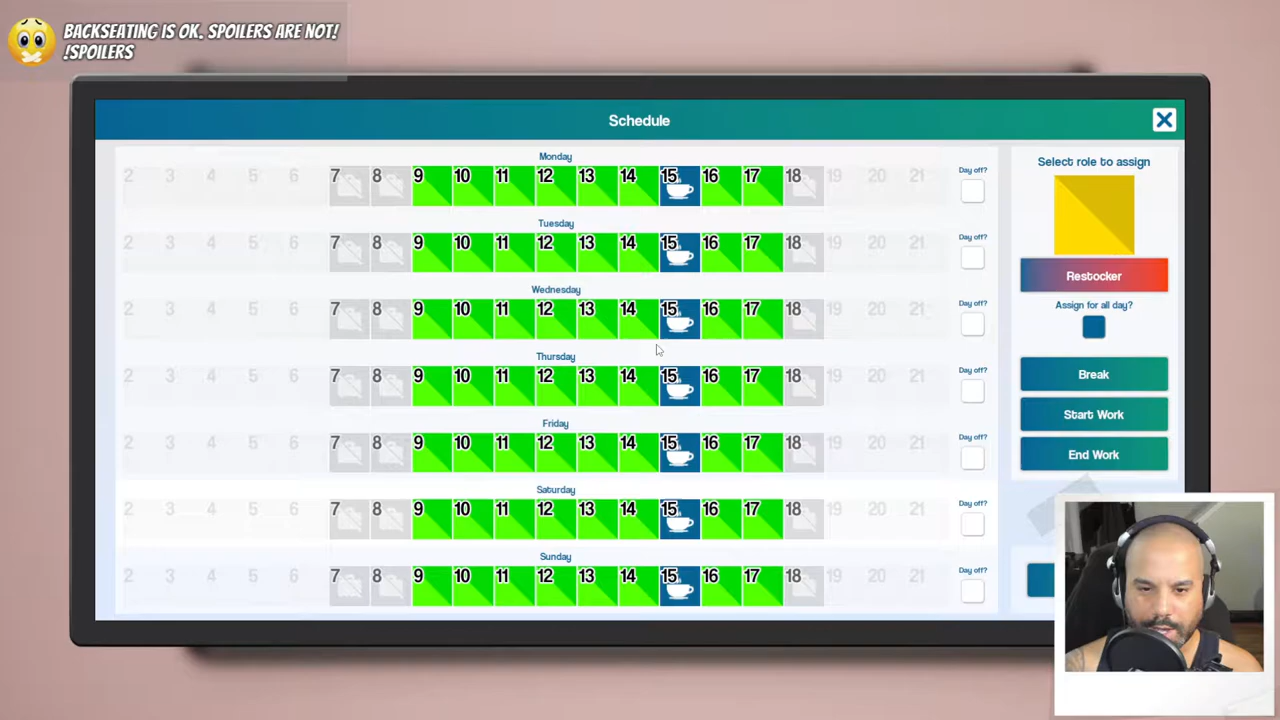 BACKSEATING IS OK. SPOILERS ARE NOT!
!SPOILERS
Schedule
Select role to assign
Restocker
Assign for all day?
Break
Start Work
End Work
Monday
2 3 4 5 6 7 8 9 10 11 12 13 14 15 16 17 18 19 20 21 Day off?
Tuesday
2 3 4 5 6 7 8 9 10 11 12 13 14 15 16 17 18 19 20 21 Day off?
Wednesday
2 3 4 5 6 7 8 9 10 11 12 13 14 15 16 17 18 19 20 21 Day off?
Thursday
2 3 4 5 6 7 8 9 10 11 12 13 14 15 16 17 18 19 20 21 Day off?
Friday
2 3 4 5 6 7 8 9 10 11 12 13 14 15 16 17 18 19 20 21 Day off?
Saturday
2 3 4 5 6 7 8 9 10 11 12 13 14 15 16 17 18 19 20 21 Day off?
Sunday
2 3 4 5 6 7 8 9 10 11 12 13 14 15 16 17 18 19 20 21 Day off?